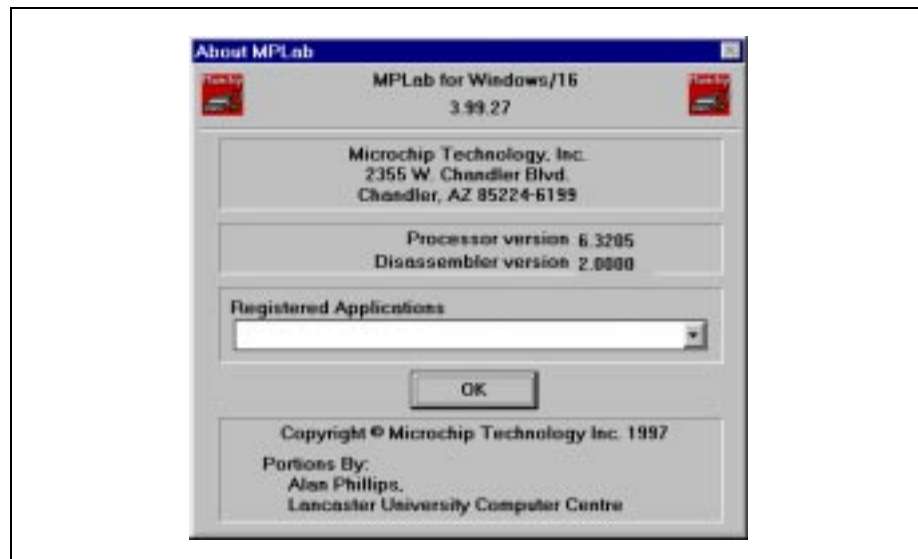 About MPLab
MPLab for Windows/16
3.99.27
Microchip Technology, Inc.
2355 W. Chandler Blvd.
Chandler, AZ 85224-6199
Processor version 6.3205
Disassembler version 2.0000
Registered Applications
OK
Copyright © Microchip Technology Inc. 1997
Portions By:
Alan Phillips,
Lancaster University Computer Centre